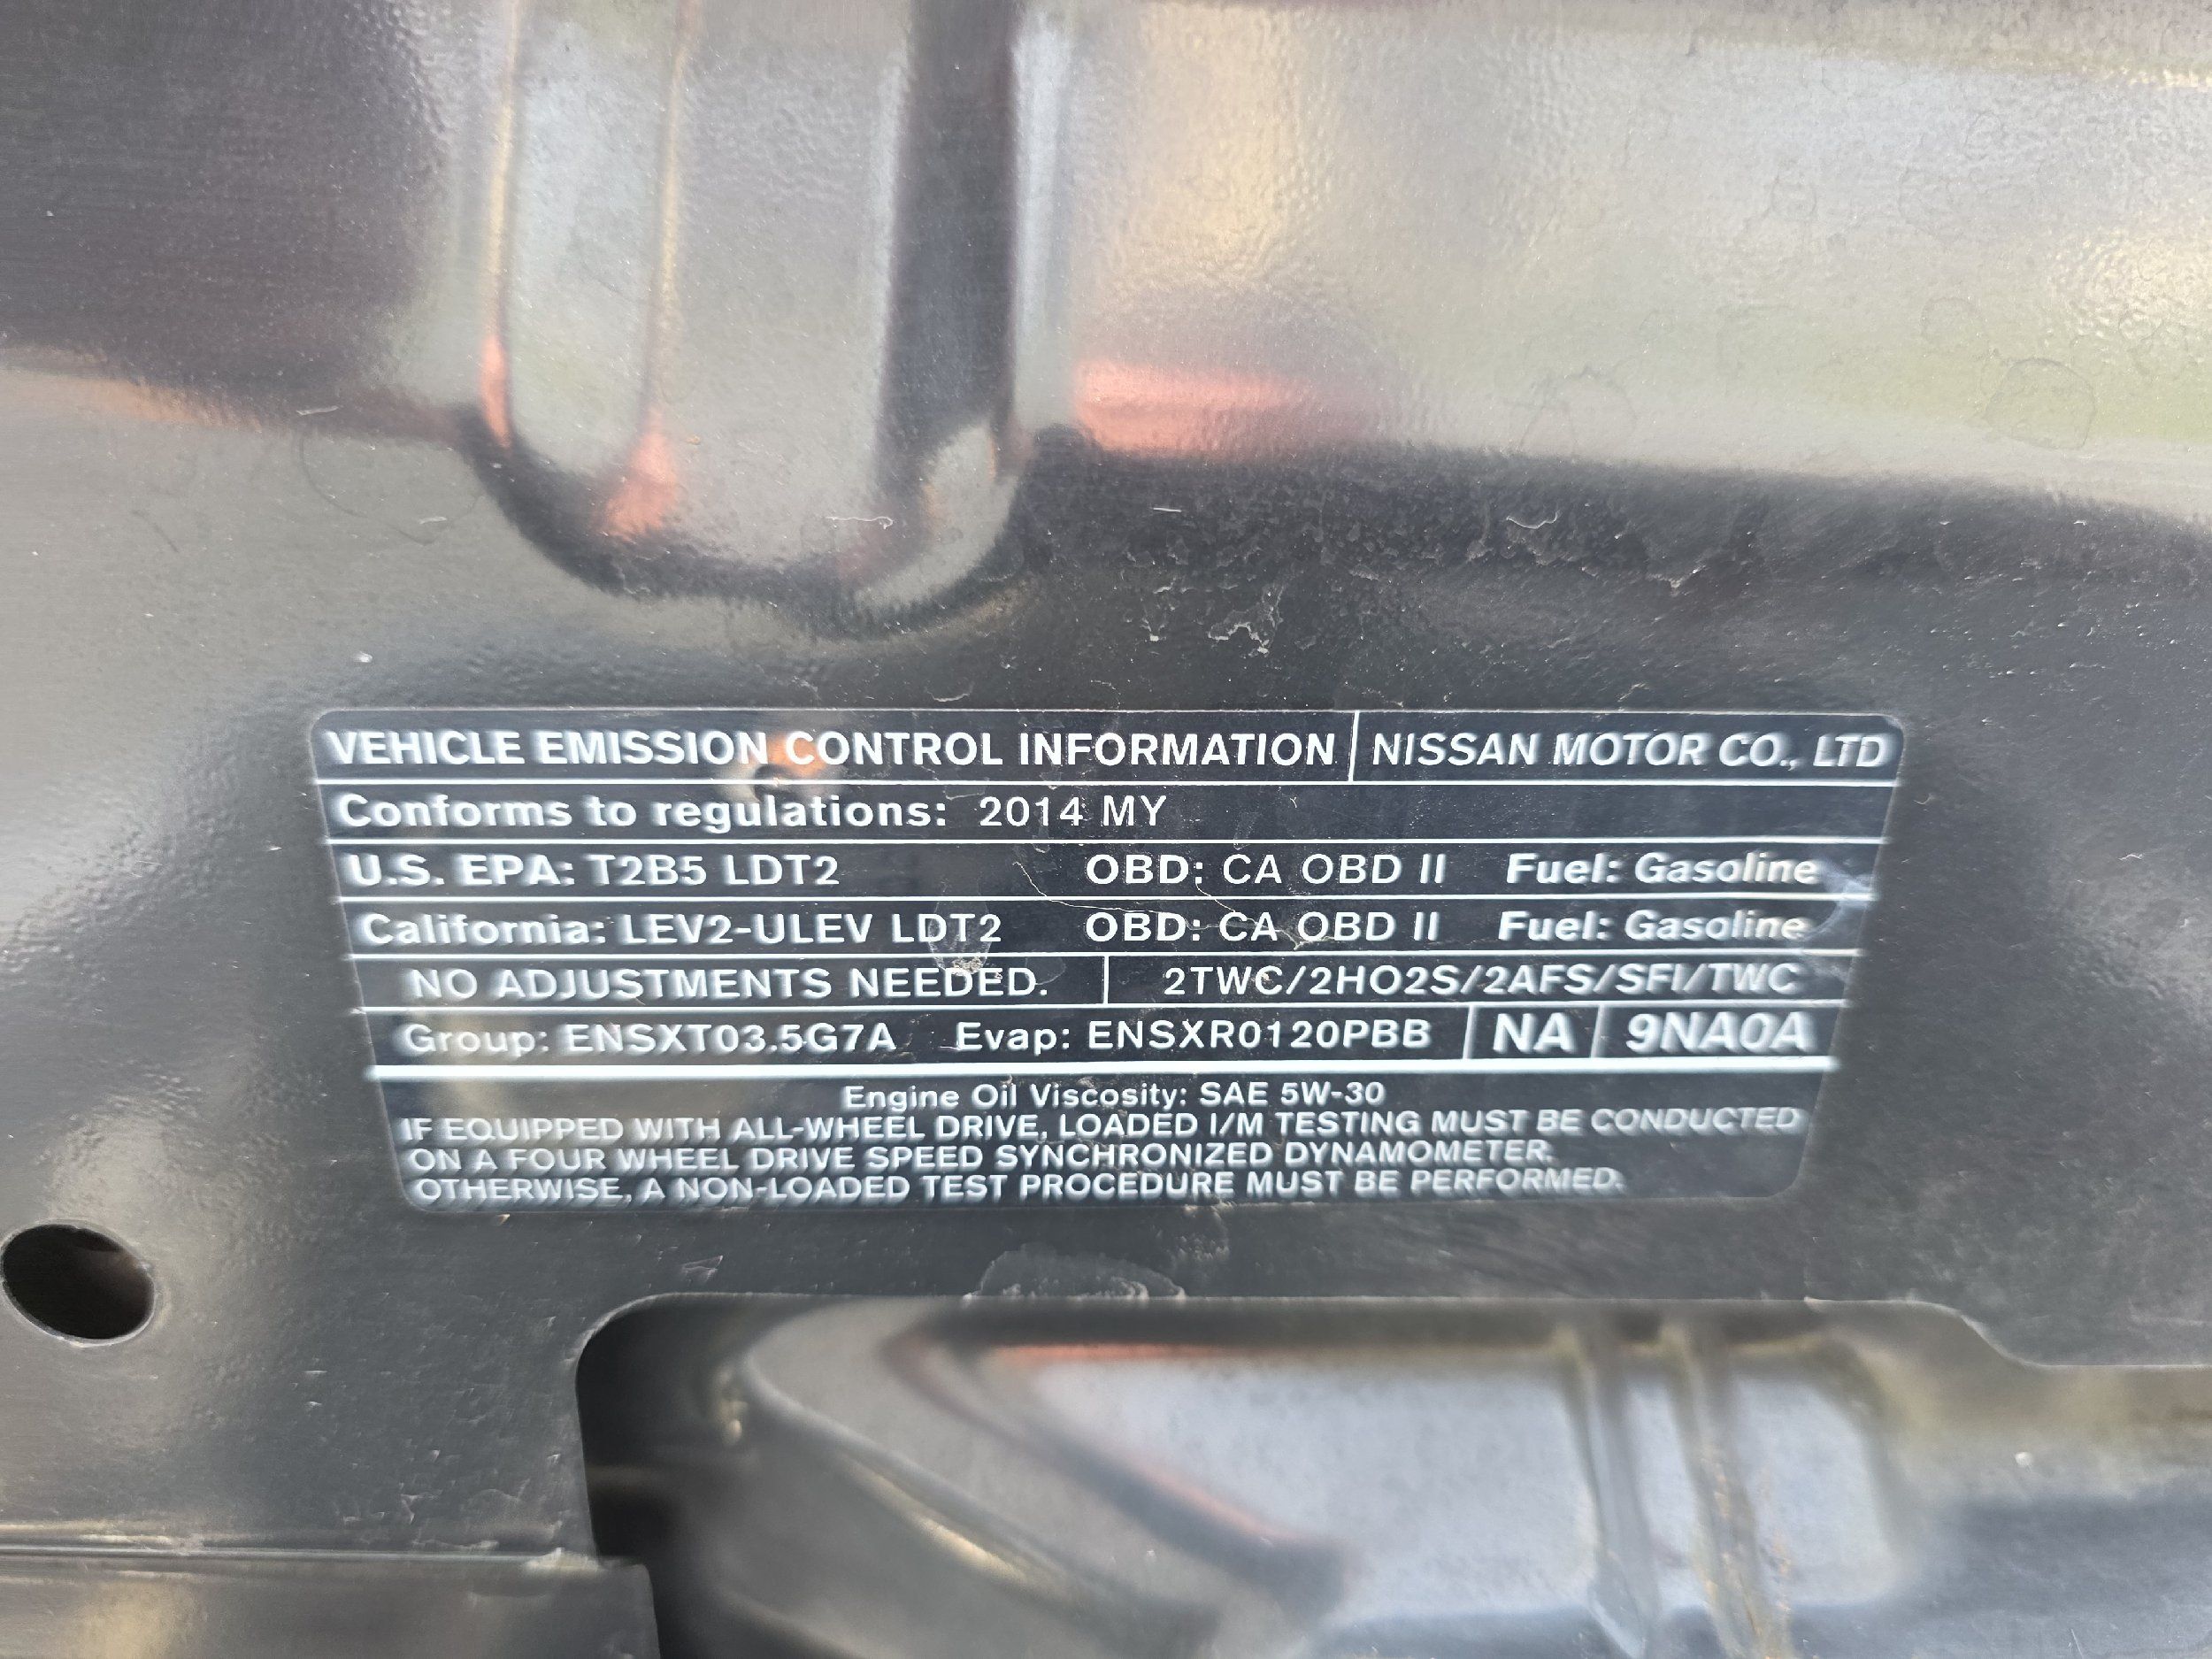 VEHICLE EMISSION CONTROL INFORMATION NISSAN MOTOR CO., LTD
Conforms to regulations: 2014 MY
U.S. EPA: T2B5 LDT2 OBD: CA OBD II Fuel: Gasoline
California: LEV2-ULEV LDT2 OBD: CA OBD II Fuel: Gasoline
NO ADJUSTMENTS NEEDED. 2TWC/2HO2S/2AFS/SFI/TWC
Group: ENSXT03.5G7A Evap: ENSXR0120PBB NA 9NA0A
Engine Oil Viscosity: SAE 5W-30
IF EQUIPPED WITH ALL-WHEEL DRIVE, LOADED I/M TESTING MUST BE CONDUCTED
ON A FOUR WHEEL DRIVE SPEED SYNCHRONIZED DYNAMOMETER.
OTHERWISE, A NON-LOADED TEST PROCEDURE MUST BE PERFORMED.